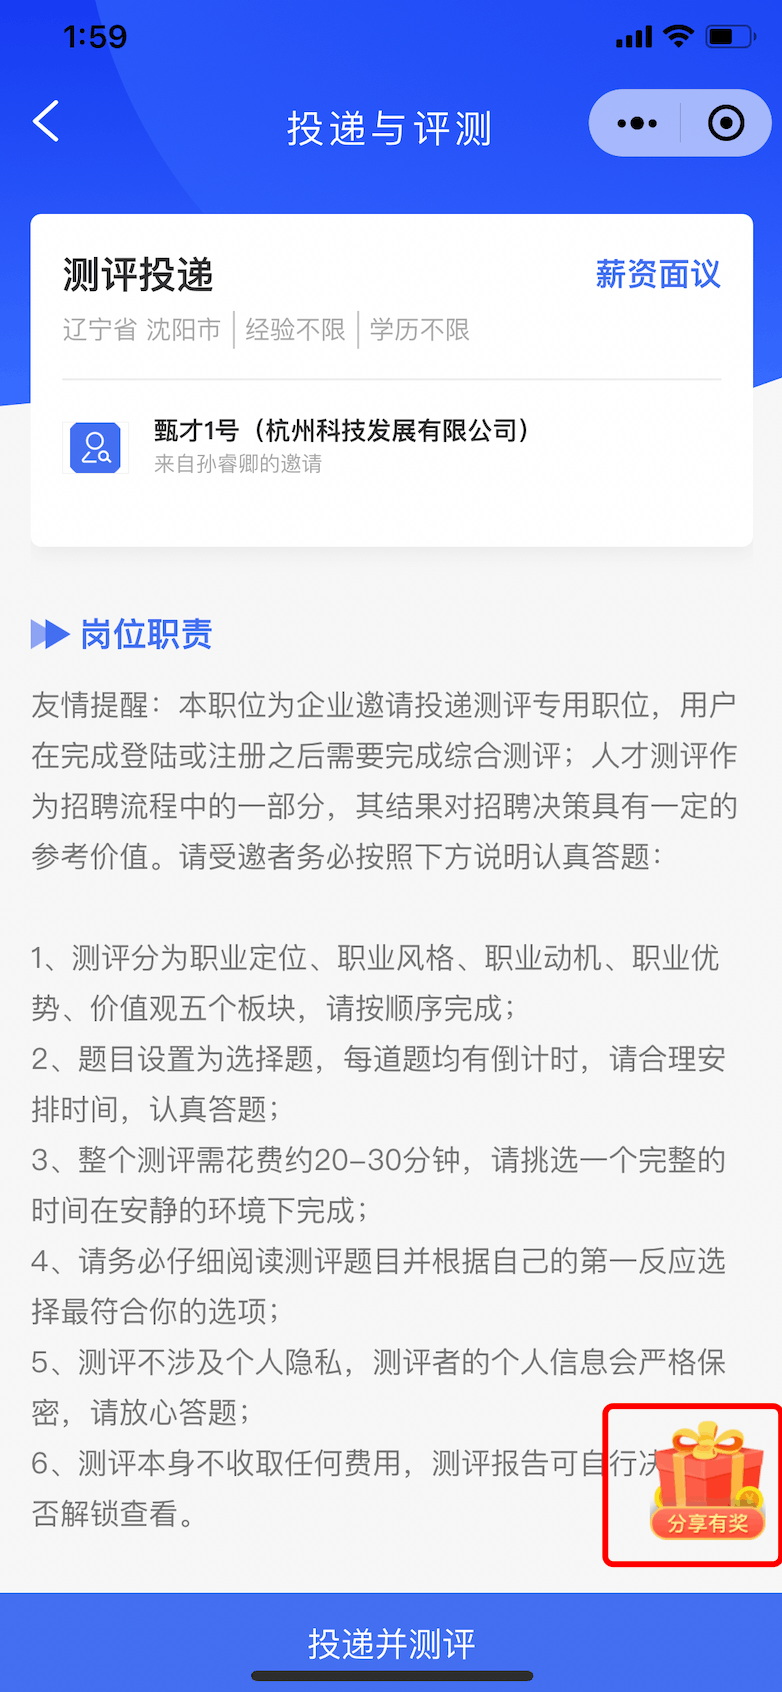 1:59
投递与评测
测评投递
薪资面议
辽宁省 沈阳市 | 经验不限 | 学历不限
甄才1号（杭州科技发展有限公司）
来自孙睿卿的邀请
岗位职责
友情提醒：本职位为企业邀请投递测评专用职位，用户
在完成登陆或注册之后需要完成综合测评；人才测评作
为招聘流程中的一部分，其结果对招聘决策具有一定的
参考价值。请受邀者务必按照下方说明认真答题：
1、测评分为职业定位、职业风格、职业动机、职业优
势、价值观五个板块，请按顺序完成；
2、题目设置为选择题，每道题均有倒计时，请合理安
排时间，认真答题；
3、整个测评需花费约20-30分钟，请挑选一个完整的
时间在安静的环境下完成；
4、请务必仔细阅读测评题目并根据自己的第一反应选
择最符合你的选项；
5、测评不涉及个人隐私，测评者的个人信息会严格保
密，请放心答题；
6、测评本身不收取任何费用，测评报告可自行决
否解锁查看。
分享有奖
投递并测评